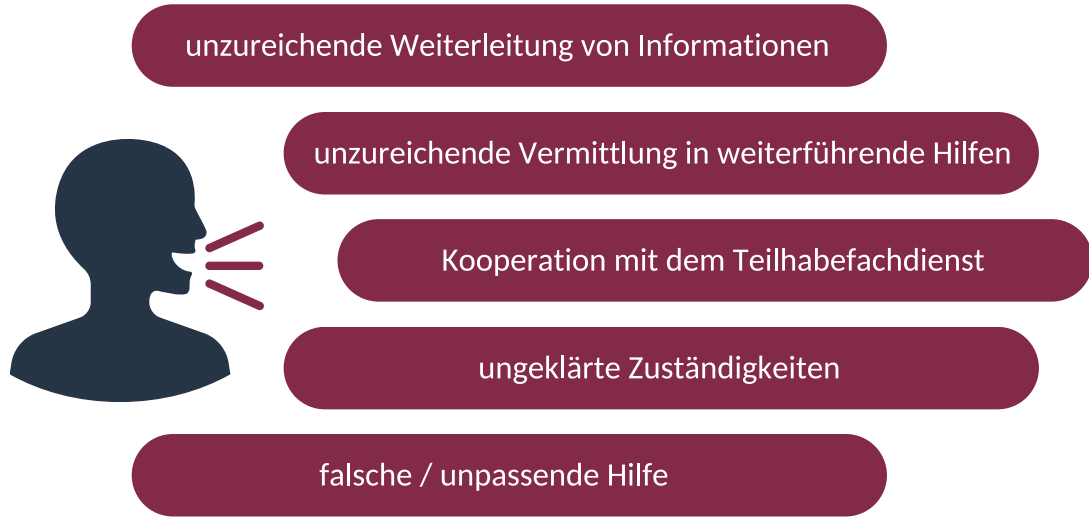 unzureichende Weiterleitung von Informationen
unzureichende Vermittlung in weiterführende Hilfen
Kooperation mit dem Teilhabefachdienst
ungeklärte Zuständigkeiten
falsche / unpassende Hilfe